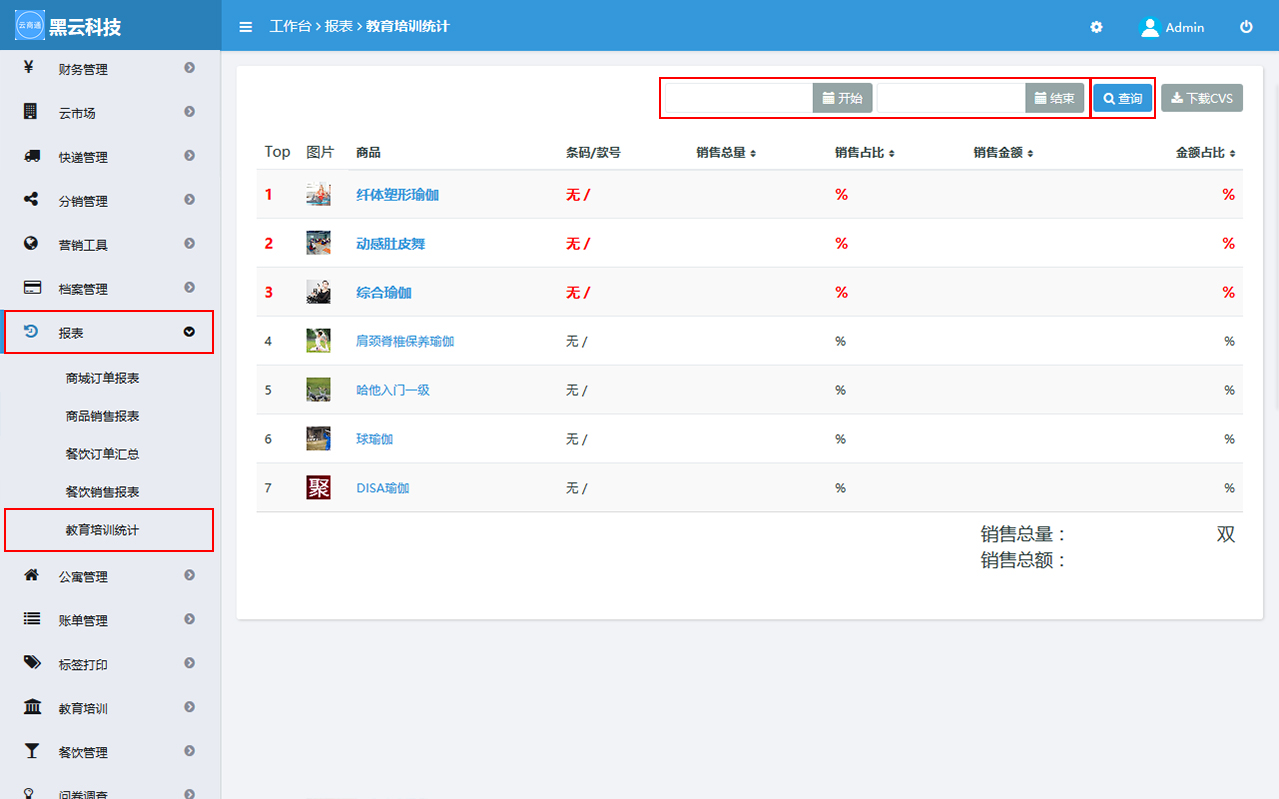 云商通 黑云科技
工作台 > 报表 > 教育培训统计
Admin
¥ 财务管理
云市场
快递管理
分销管理
营销工具
档案管理
报表
商城订单报表
商品销售报表
餐饮订单汇总
餐饮销售报表
教育培训统计
公寓管理
账单管理
标签打印
教育培训
餐饮管理
问卷调查
开始 结束 查询 下载CVS
Top 图片 商品 条码/款号 销售总量 销售占比 销售金额 金额占比
1 纤体塑形瑜伽 无 / % %
2 动感肚皮舞 无 / % %
3 综合瑜伽 无 / % %
4 肩颈脊椎保养瑜伽 无 / % %
5 哈他入门一级 无 / % %
6 球瑜伽 无 / % %
7 聚 DISA瑜伽 无 / % %
销售总量： 双
销售总额：